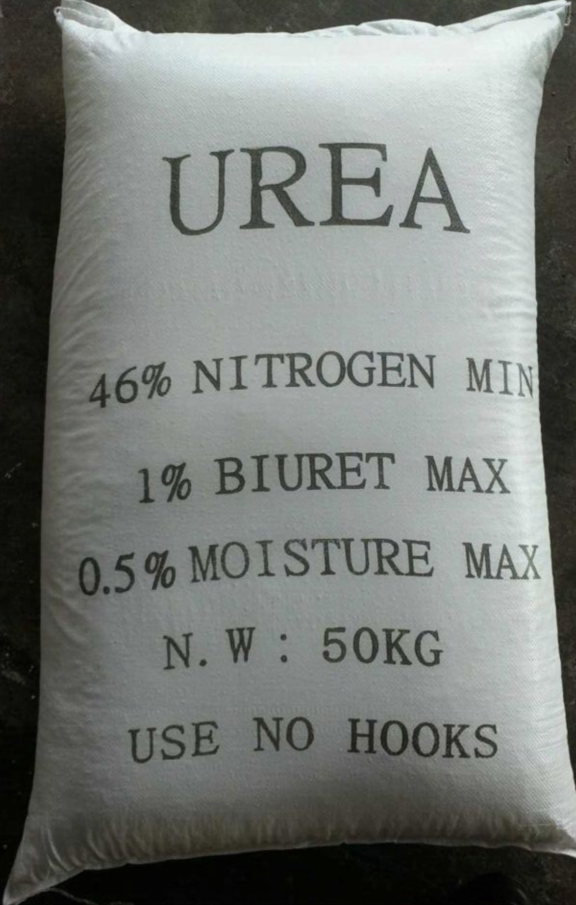 UREA
46% NITROGEN MIN
1% BIURET MAX
0.5% MOISTURE MAX
N.W: 50KG
USE NO HOOKS